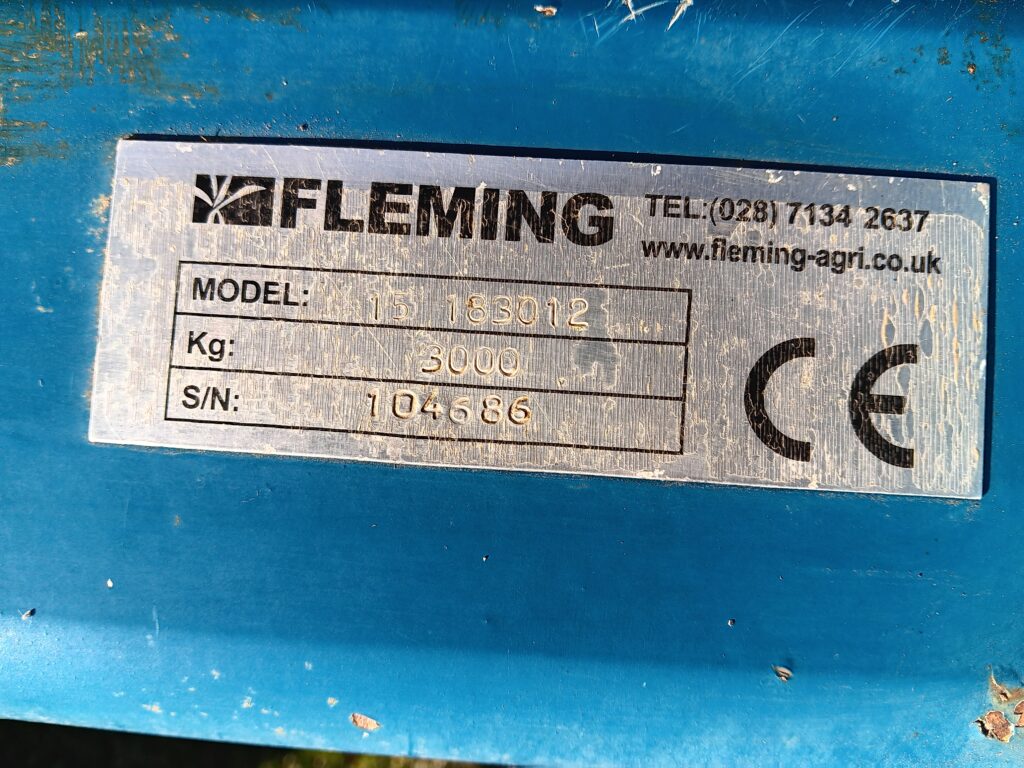 FLEMING
TEL:(028) 7134 2637
www.fleming-agri.co.uk
MODEL: 15 183012
Kg: 3000
S/N: 104686
CE